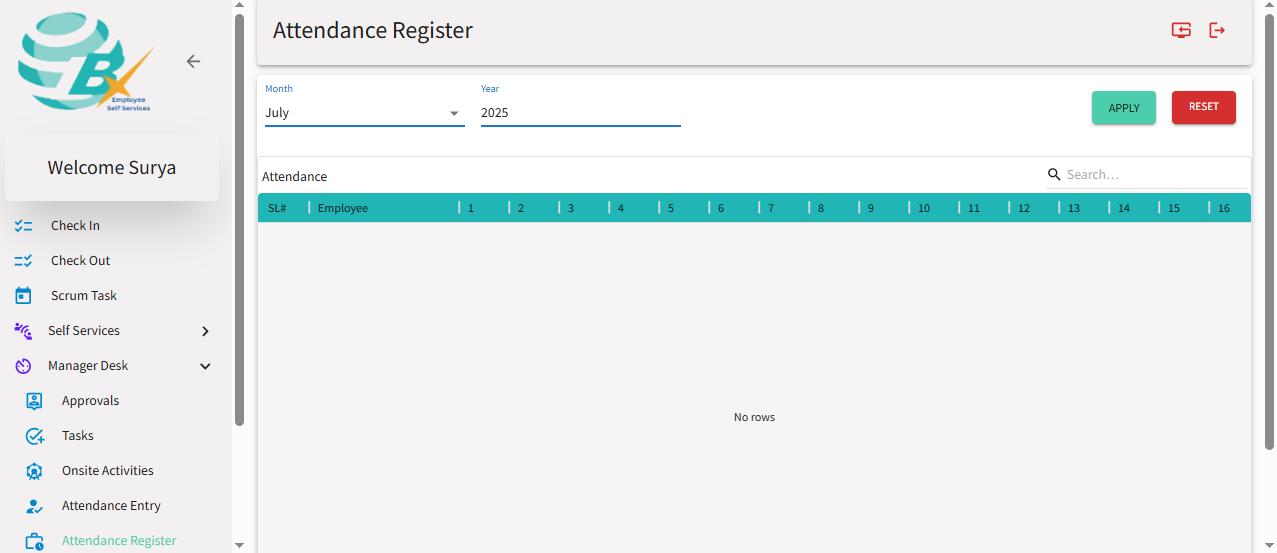 Attendance Register
Bx
Employee
Self Services
Welcome Surya
Check In
Check Out
Scrum Task
Self Services
Manager Desk
Approvals
Tasks
Onsite Activities
Attendance Entry
Attendance Register
Month
July
Year
2025
APPLY
RESET
Attendance
Search…
SL# Employee 1 2 3 4 5 6 7 8 9 10 11 12 13 14 15 16
No rows